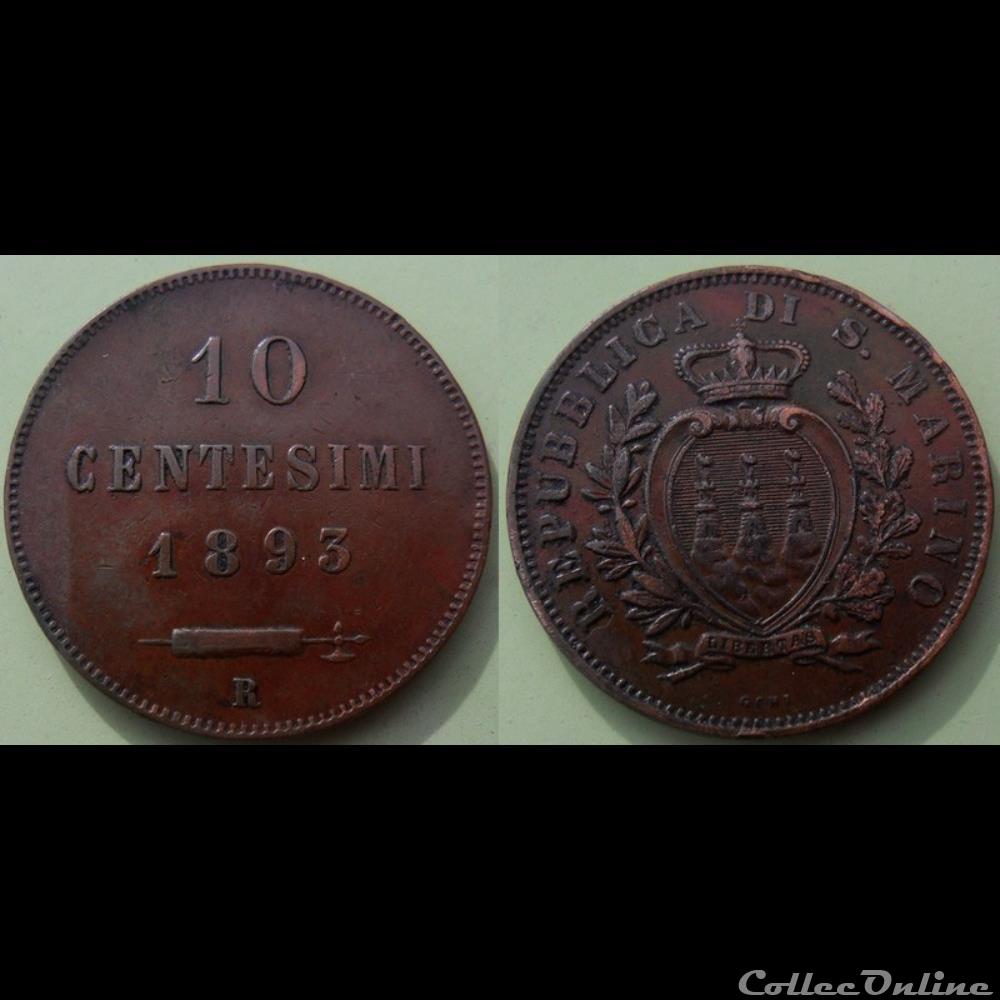 10
CENTESIMI
1893
R
REPUBBLICA DI S. MARINO
LIBERTAS
CollecOnline